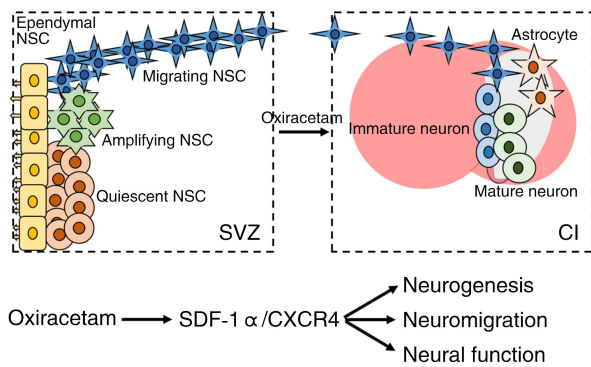 Ependymal
NSC
Migrating NSC
Amplifying NSC
Quiescent NSC
SVZ
Oxiracetam
Astrocyte
Immature neuron
Mature neuron
CI
Oxiracetam
SDF-1α/CXCR4
Neurogenesis
Neuromigration
Neural function